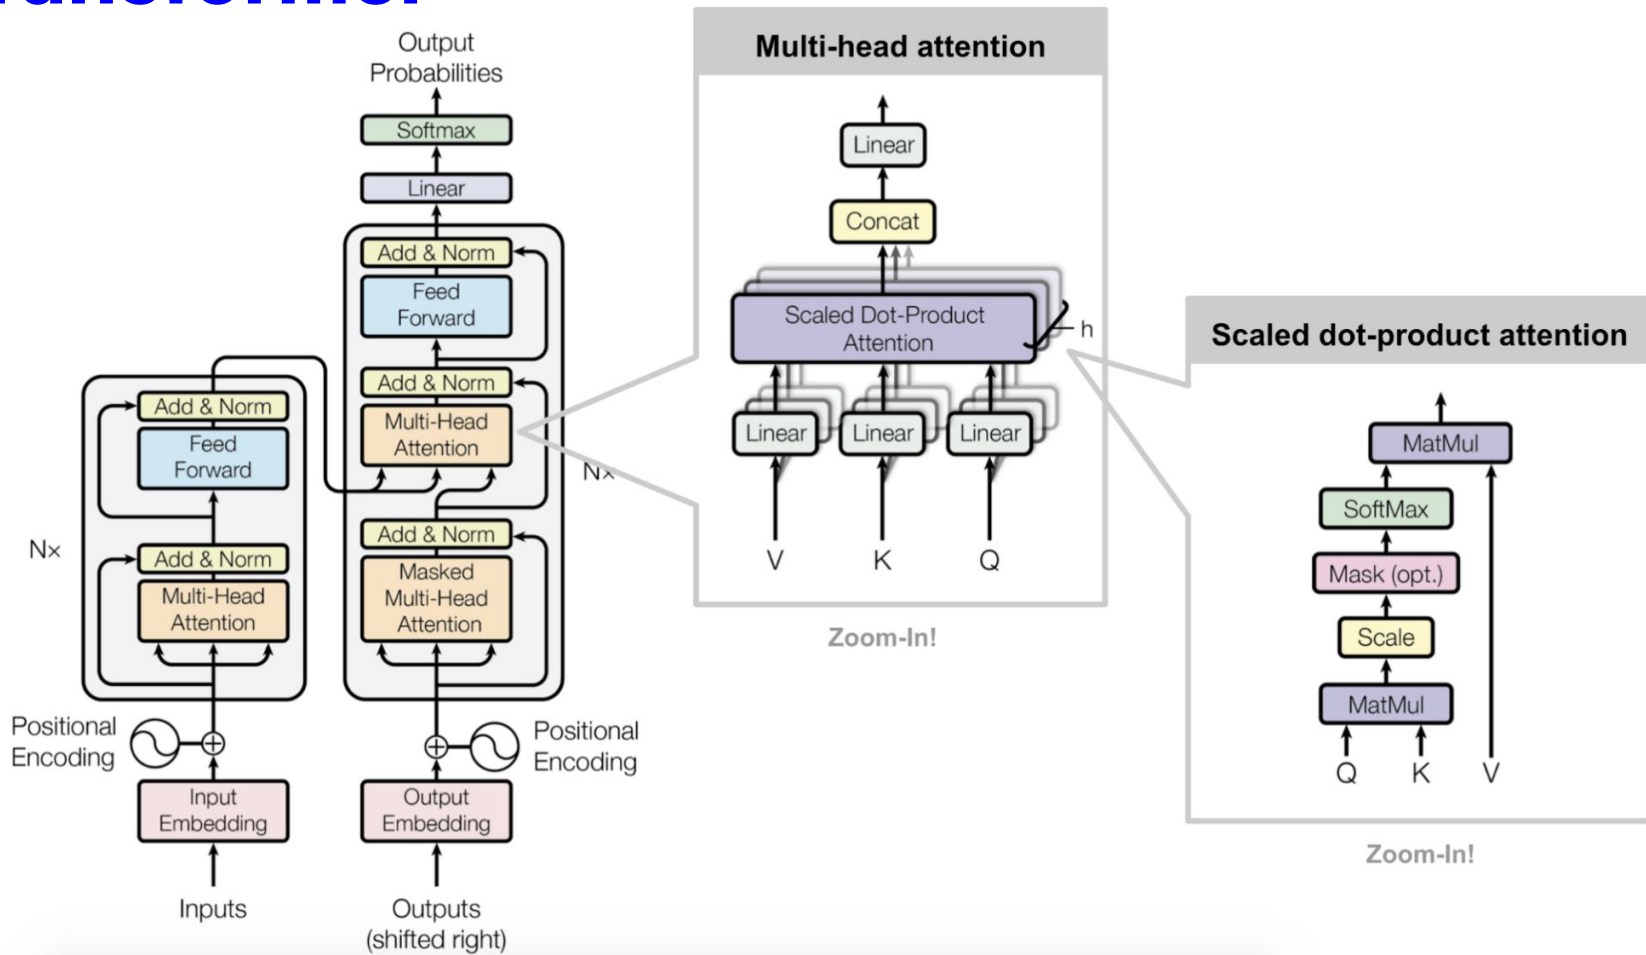 Output
Probabilities
Softmax
Linear
Add & Norm
Feed
Forward
Add & Norm
Multi-Head
Attention
Add & Norm
Masked
Multi-Head
Attention
Nx
Add & Norm
Feed
Forward
Add & Norm
Multi-Head
Attention
N×
Positional
Encoding
Positional
Encoding
Input
Embedding
Output
Embedding
Inputs
Outputs
(shifted right)
Multi-head attention
Linear
Concat
Scaled Dot-Product
Attention
h
Linear
Linear
Linear
V
K
Q
Zoom-In!
Scaled dot-product attention
MatMul
SoftMax
Mask (opt.)
Scale
MatMul
Q
K
V
Zoom-In!